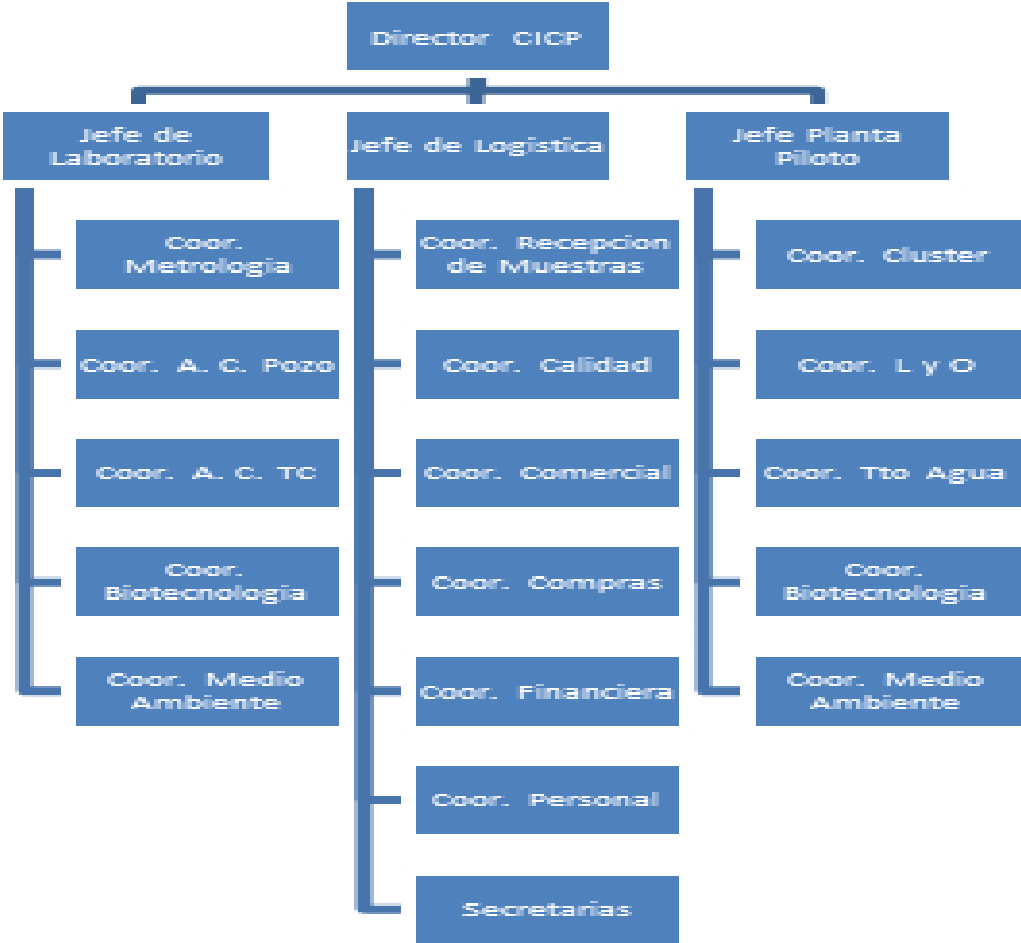 Director CICP
Jefe de
Laboratorio
Coor.
Metrologia
Coor. A. C. Pozo
Coor. A. C. TC
Coor.
Biotecnologia
Coor. Medio
Ambiente
Jefe de Logistica
Coor. Recepcion
de Muestras
Coor. Calidad
Coor. Comercial
Coor. Compras
Coor. Financiera
Coor. Personal
Secretarias
Jefe Planta
Piloto
Coor. Cluster
Coor. L y O
Coor. Tto Agua
Coor.
Biotecnologia
Coor. Medio
Ambiente